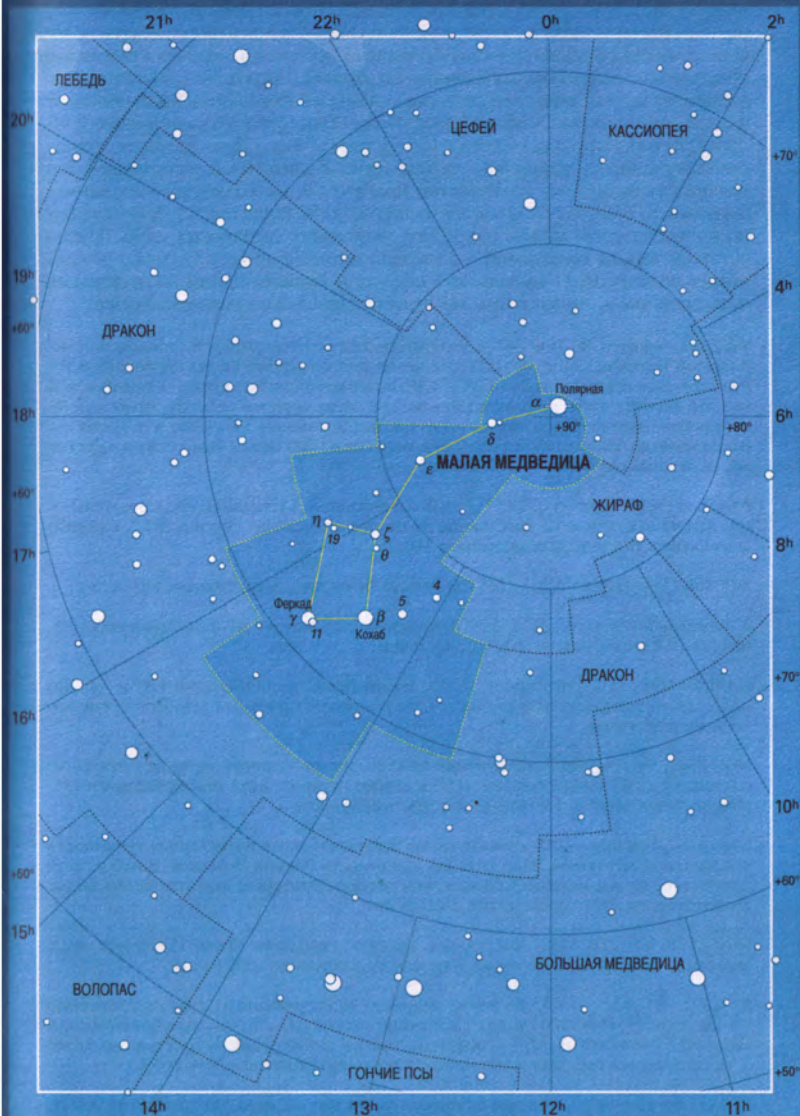 21h 22h 0h 2h
ЛЕБЕДЬ
20h
ЦЕФЕЙ
КАССИОПЕЯ
+70°
19h
4h
+60°
ДРАКОН
Полярная
α
18h
6h
δ
+90°
+80°
ε
МАЛАЯ МЕДВЕДИЦА
+60°
ЖИРАФ
η
19
ζ
θ
17h
8h
4
5
Феркад
γ
11
β
Кохаб
ДРАКОН
+70°
16h
10h
+60°
+60°
15h
БОЛЬШАЯ МЕДВЕДИЦА
ВОЛОПАС
ГОНЧИЕ ПСЫ
+50°
14h 13h 12h 11h